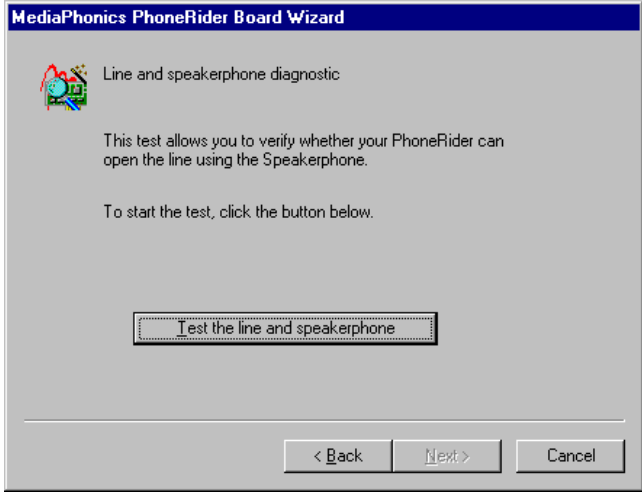 MediaPhonics PhoneRider Board Wizard
Line and speakerphone diagnostic
This test allows you to verify whether your PhoneRider can
open the line using the Speakerphone.
To start the test, click the button below.
Test the line and speakerphone
< Back
Next >
Cancel